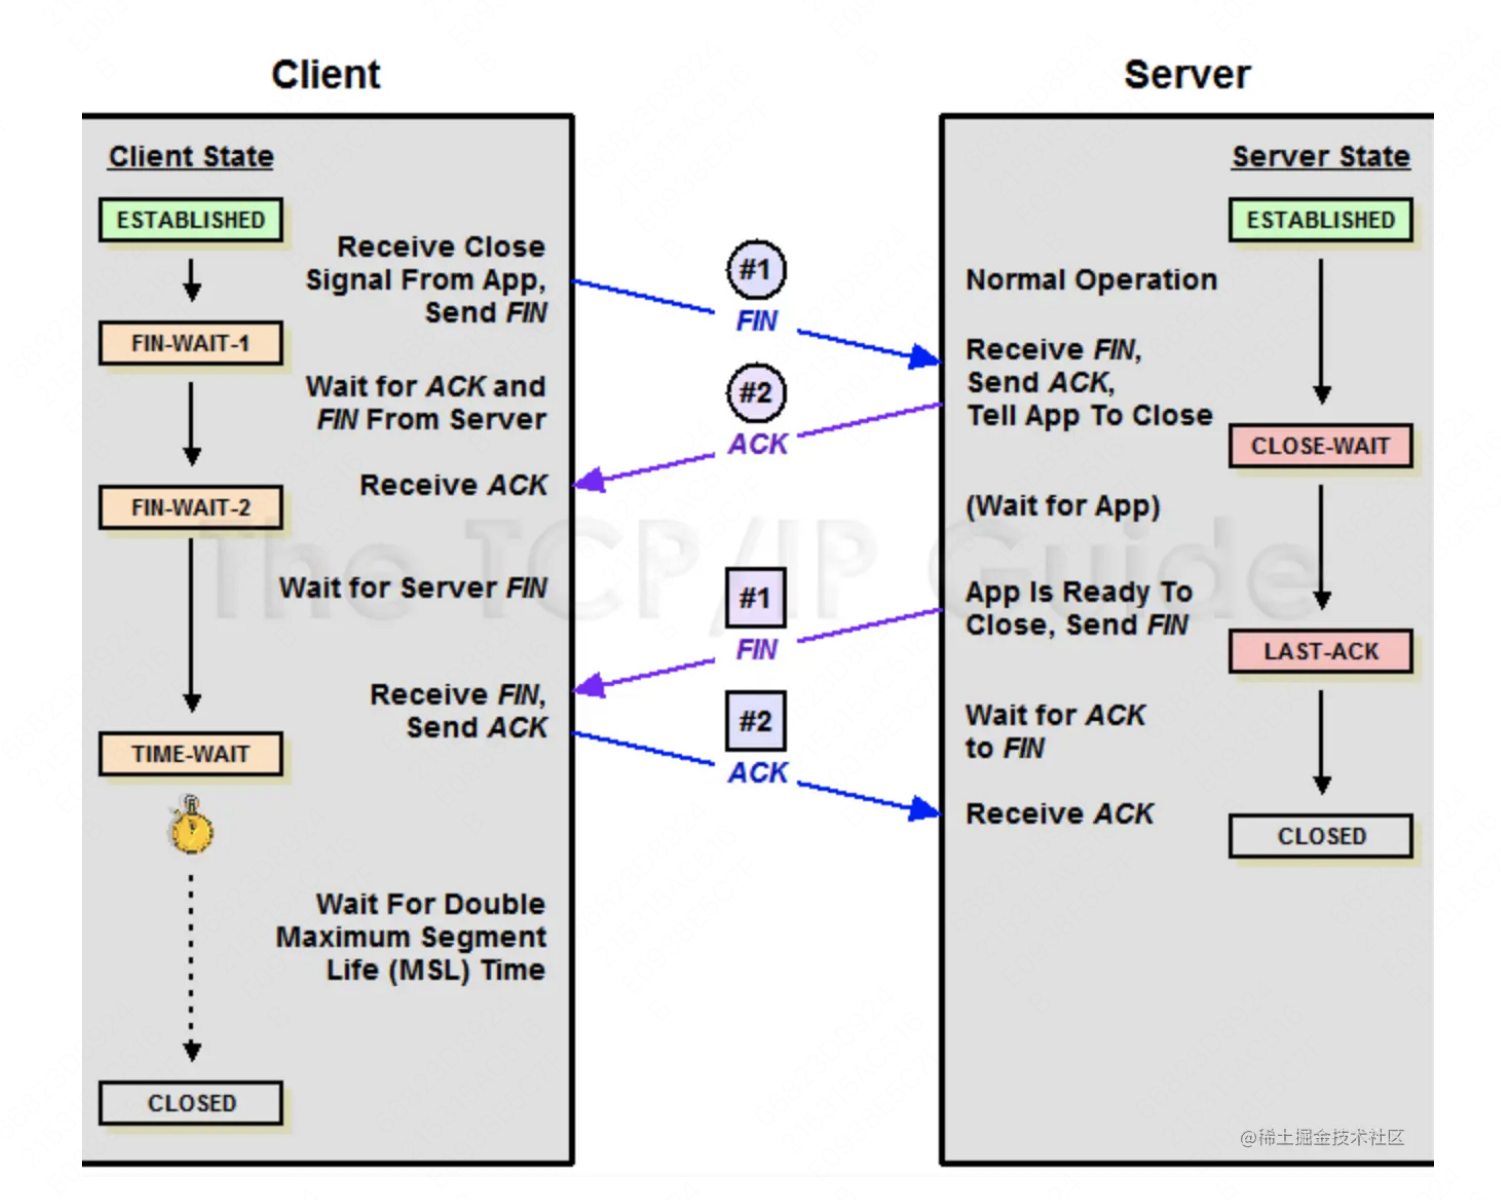 Client
Server
Client State
ESTABLISHED
Receive Close
Signal From App,
Send FIN
FIN-WAIT-1
Wait for ACK and
FIN From Server
Receive ACK
FIN-WAIT-2
Wait for Server FIN
Receive FIN,
Send ACK
TIME-WAIT
Wait For Double
Maximum Segment
Life (MSL) Time
CLOSED
#1
FIN
#2
ACK
#1
FIN
#2
ACK
Server State
ESTABLISHED
Normal Operation
Receive FIN,
Send ACK,
Tell App To Close
CLOSE-WAIT
(Wait for App)
App Is Ready To
Close, Send FIN
LAST-ACK
Wait for ACK
to FIN
Receive ACK
CLOSED
The TCP/IP Guide
@稀土掘金技术社区